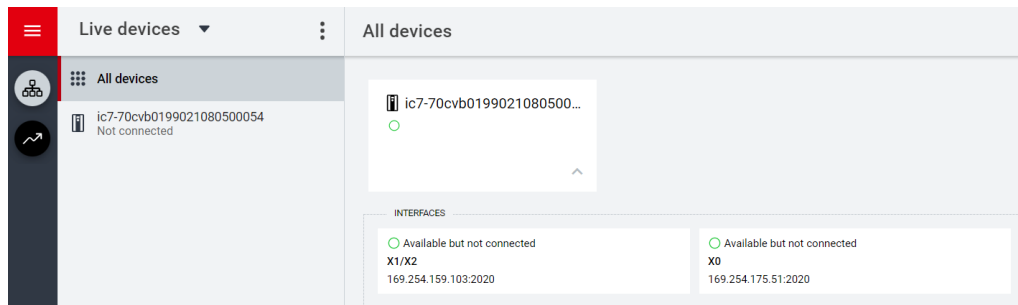 Live devices
All devices
All devices
ic7-70cvb0199021080500054
Not connected
ic7-70cvb0199021080500...
INTERFACES
Available but not connected
X1/X2
169.254.159.103:2020
Available but not connected
X0
169.254.175.51:2020